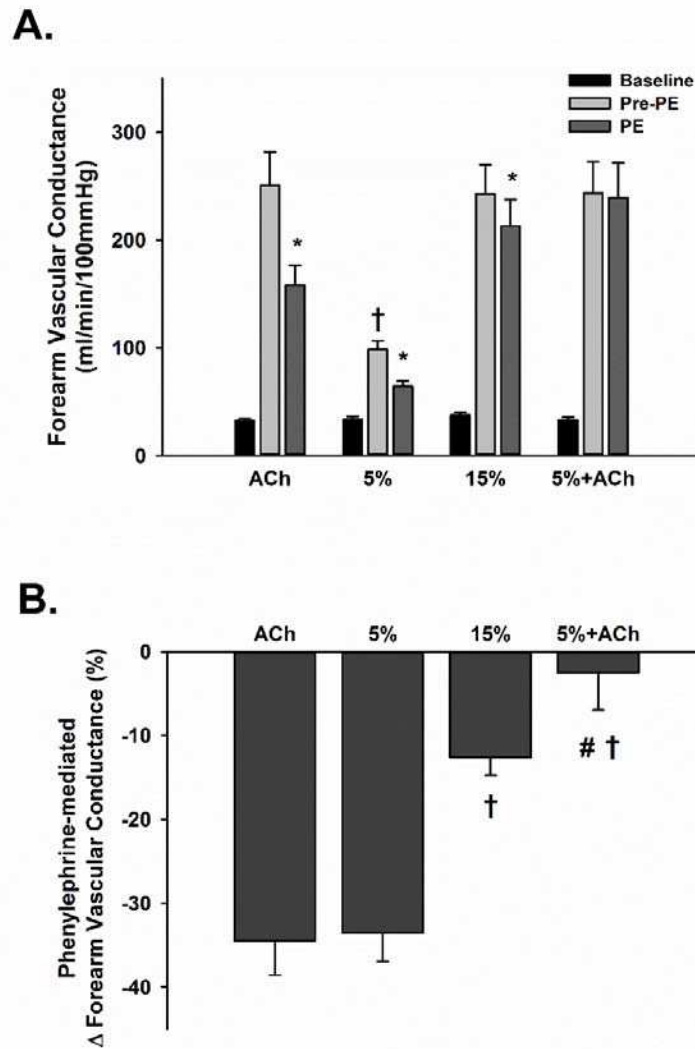 A.
Forearm Vascular Conductance
(ml/min/100mmHg)
300
200
100
0
Baseline
Pre-PE
PE
*
†
*
*
ACh 5% 15% 5%+ACh
B.
ACh 5% 15% 5%+ACh
Phenylephrine-mediated
Δ Forearm Vascular Conductance (%)
0
-10
-20
-30
-40
# †
†